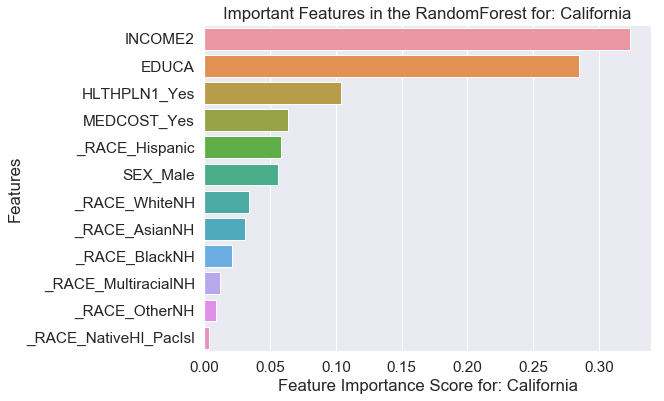 Important Features in the RandomForest for: California
INCOME2
EDUCA
HLTHPLN1_Yes
MEDCOST_Yes
_RACE_Hispanic
SEX_Male
_RACE_WhiteNH
_RACE_AsianNH
_RACE_BlackNH
_RACE_MultiracialNH
_RACE_OtherNH
_RACE_NativeHI_PacIsl
Features
0.00 0.05 0.10 0.15 0.20 0.25 0.30
Feature Importance Score for: California